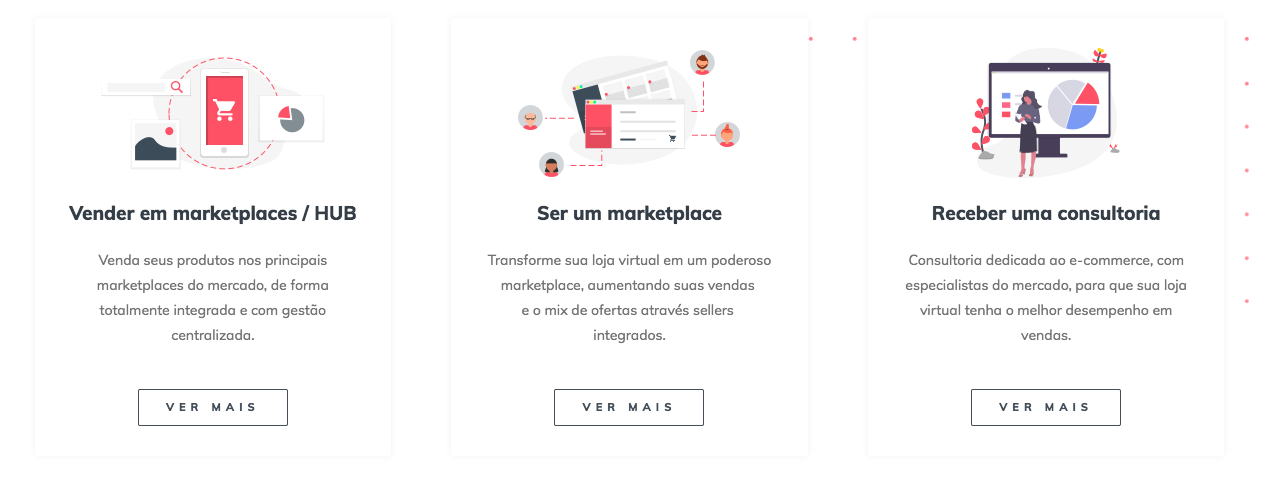 Vender em marketplaces / HUB
Venda seus produtos nos principais
marketplaces do mercado, de forma
totalmente integrada e com gestão
centralizada.
VER MAIS
Ser um marketplace
Transforme sua loja virtual em um poderoso
marketplace, aumentando suas vendas
e o mix de ofertas através sellers
integrados.
VER MAIS
Receber uma consultoria
Consultoria dedicada ao e-commerce, com
especialistas do mercado, para que sua loja
virtual tenha o melhor desempenho em
vendas.
VER MAIS